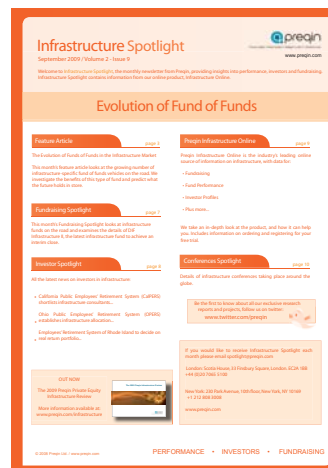 Infrastructure Spotlight
September 2009 / Volume 2 - Issue 9
preqin
www.preqin.com
Welcome to Infrastructure Spotlight, the monthly newsletter from Preqin, providing insights into performance, investors and fundraising.
Infrastructure Spotlight contains information from our online product, Infrastructure Online.
Evolution of Fund of Funds
Feature Article
page 3
The Evolution of Funds of Funds in the Infrastructure Market
This month's feature article looks at the growing number of
infrastructure-specific fund of funds vehicles on the road. We
investigate the benefits of this type of fund and predict what
the future holds in store.
Fundraising Spotlight
page 7
This month's Fundraising Spotlight looks at infrastructure
funds on the road and examines the details of DIF
Infrastructure II, the latest infrastructure fund to achieve an
interim close.
Investor Spotlight
page 8
All the latest news on investors in infrastructure:
• California Public Employees' Retirement System (CalPERS)
shortlists infrastructure consultants...
Ohio Public Employees' Retirement System (OPERS)
• establishes infrastructure allocation...
Employees' Retirement System of Rhode Island to decide on
• real return portfolio...
OUT NOW
The 2009 Preqin Private Equity
Infrastructure Review
More information available at:
www.preqin.com/infrastructure
Preqin Infrastructure Online
page 9
Preqin Infrastructure Online is the industry's leading online
source of information on infrastructure, with data for:
• Fundraising
• Fund Performance
• Investor Profiles
• Plus more...
We take an in-depth look at the product, and how it can help
you. Includes information on ordering and registering for your
free trial.
Conferences Spotlight
page 10
Details of infrastructure conferences taking place around the
globe.
Be the first to know about all our exclusive research
reports and projects, follow us on twitter:
www.twitter.com/preqin
If you would like to receive Infrastructure Spotlight each
month please email spotlight@preqin.com.
London: Scotia House, 33 Finsbury Square, London. EC2A 1BB
+44 (0)20 7065 5100
New York: 230 Park Avenue, 10th Floor, New York, NY 10169
+1 212 808 3008
www.preqin.com
© 2009 Preqin Ltd - www.preqin.com
PERFORMANCE • INVESTORS • FUNDRAISING